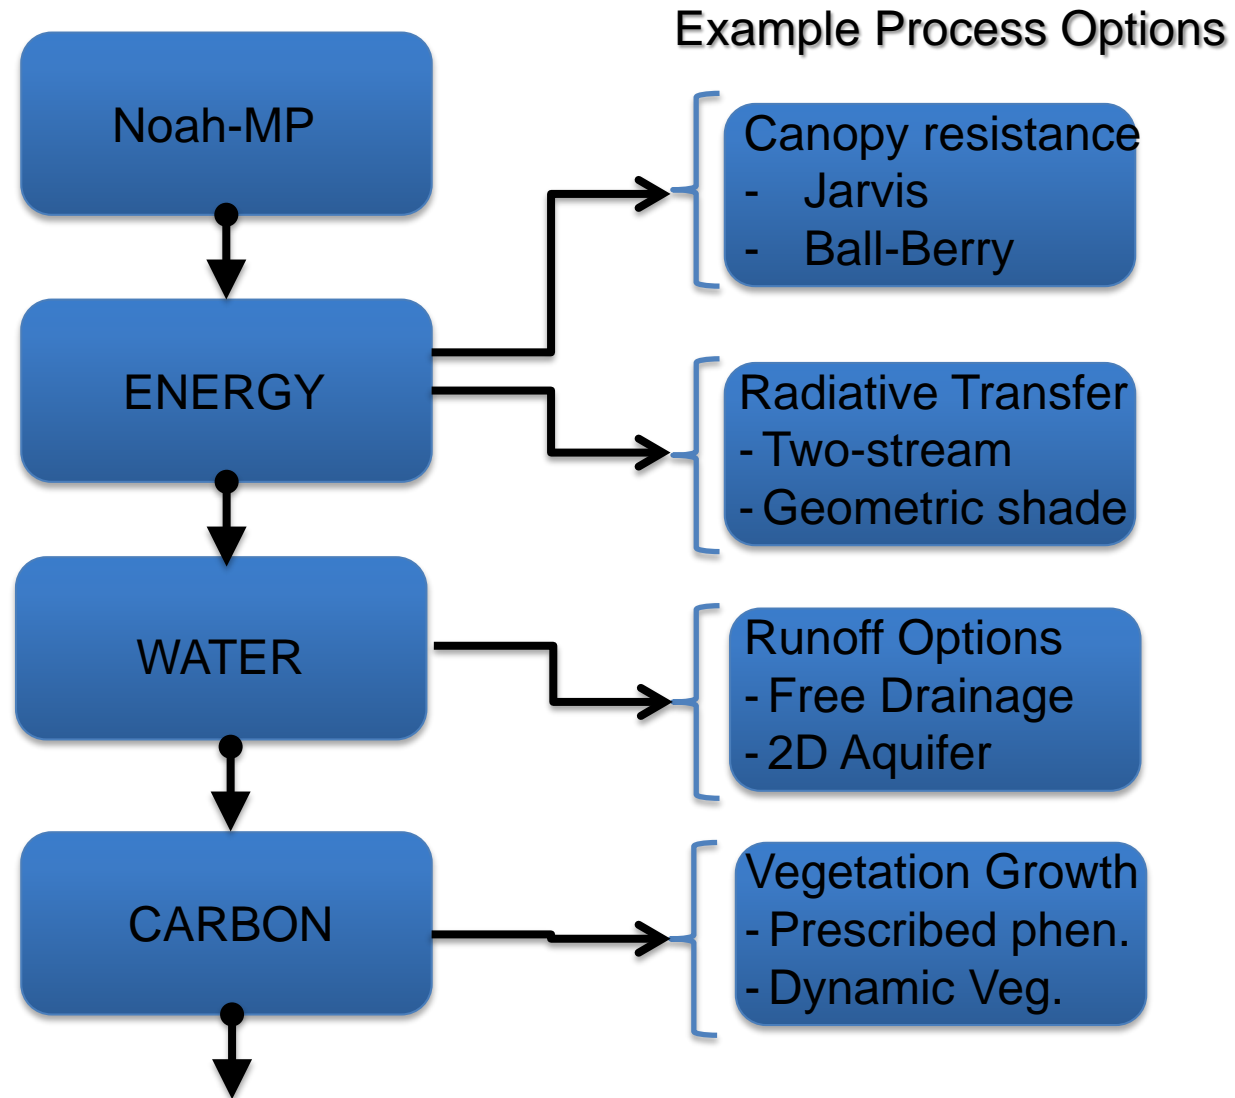 Example Process Options
Noah-MP
Canopy resistance
- Jarvis
- Ball-Berry
ENERGY
Radiative Transfer
- Two-stream
- Geometric shade
WATER
Runoff Options
- Free Drainage
- 2D Aquifer
CARBON
Vegetation Growth
- Prescribed phen.
- Dynamic Veg.